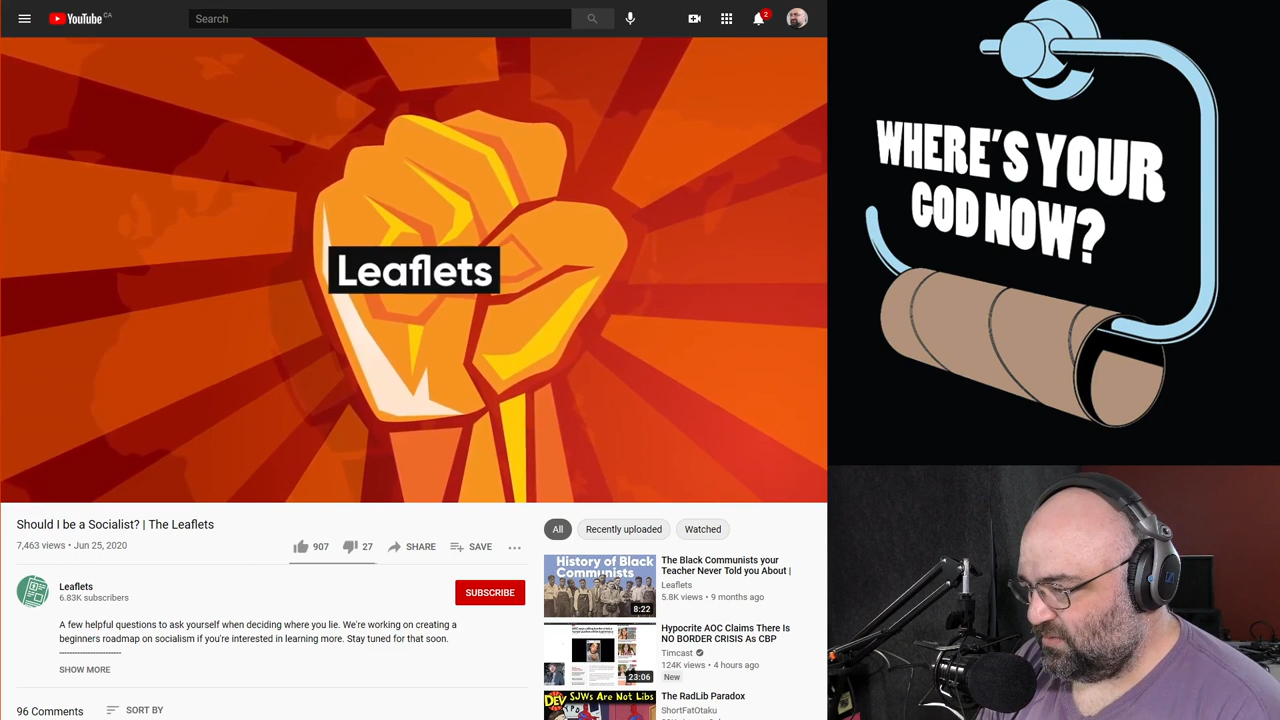 YouTube CA
Search
2
WHERE'S YOUR
GOD NOW?
Leaflets
Should I be a Socialist? | The Leaflets
7,463 views • Jun 25, 2020
907
27
SHARE
SAVE
Leaflets
6.83K subscribers
SUBSCRIBE
A few helpful questions to ask yourself when deciding where you lie. We're working on creating a
beginners roadmap on socialism if you're interested in learning more. Stay tuned for that soon.
SHOW MORE
96 Comments
SORT BY
All
Recently uploaded
Watched
History of Black
Communists
8:22
The Black Communists your
Teacher Never Told you About |
Leaflets
5.8K views • 9 months ago
23:06
Hypocrite AOC Claims There Is
NO BORDER CRISIS As CBP
Timcast
124K views • 4 hours ago
New
SJWs ARE NOT LIBS
DEV
The RadLib Paradox
ShortFatOtaku